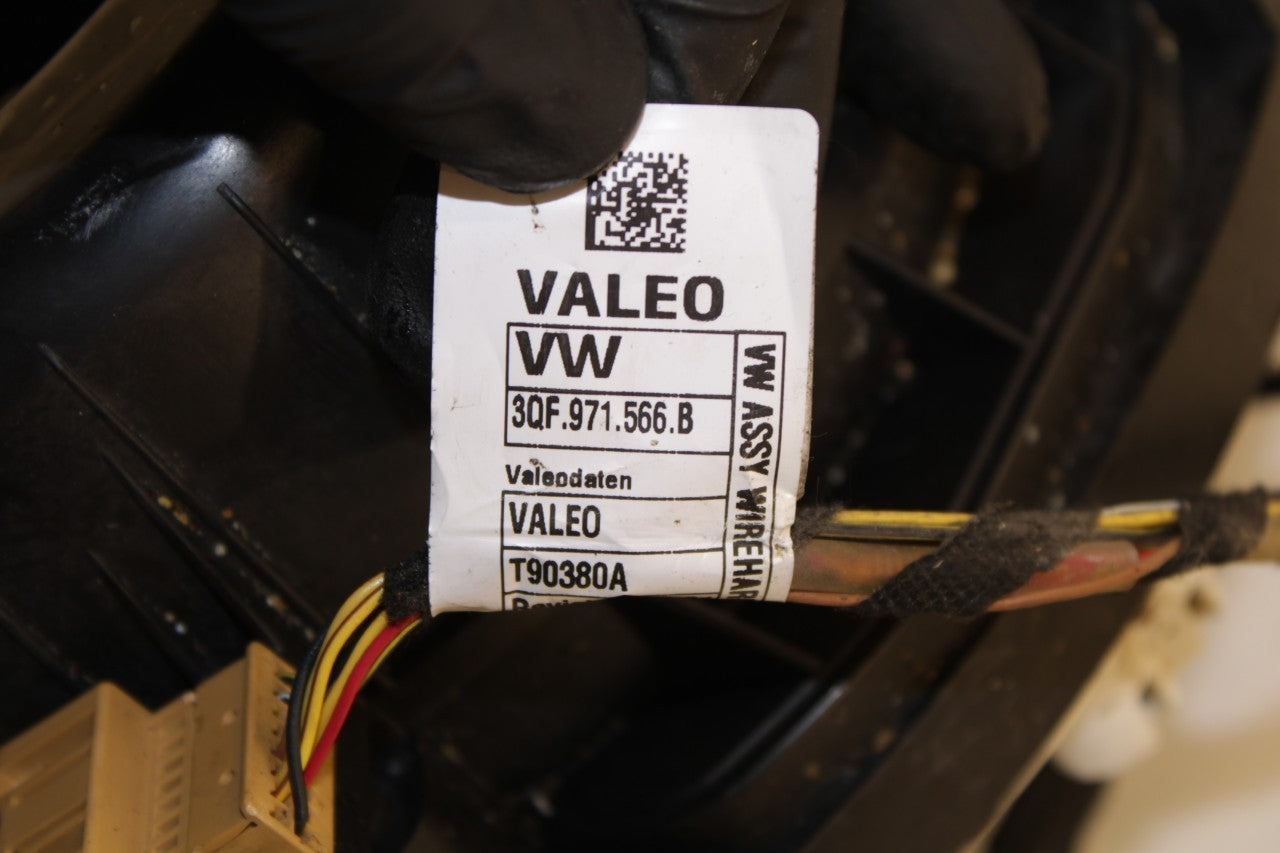 VALEO
VW
3QF.971.566.B
Valeodaten
VALEO
T90380A
VW ASSY WIREHAR